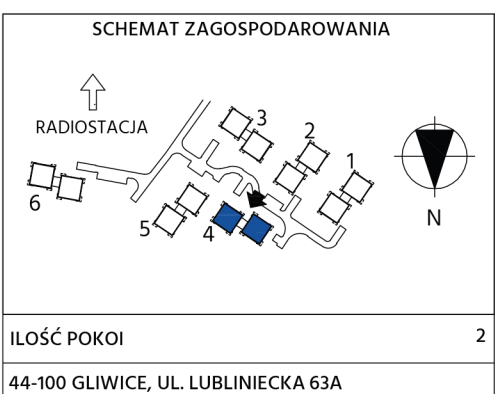 SCHEMAT ZAGOSPODAROWANIA
RADIOSTACJA
3
2
1
6
5
4
N
ILOŚĆ POKOI 2
44-100 GLIWICE, UL. LUBLINIECKA 63A